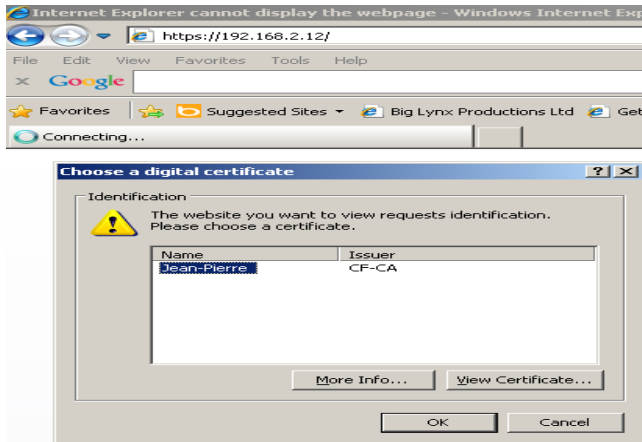 Internet Explorer cannot display the webpage - Windows Internet Exp
https://192.168.2.12/
File Edit View Favorites Tools Help
× Google
Favorites Suggested Sites Big Lynx Productions Ltd Get
Connecting...
Choose a digital certificate ? ×
Identification
The website you want to view requests identification.
Please choose a certificate.
Name Issuer
Jean-Pierre CF-CA
More Info... View Certificate...
OK Cancel